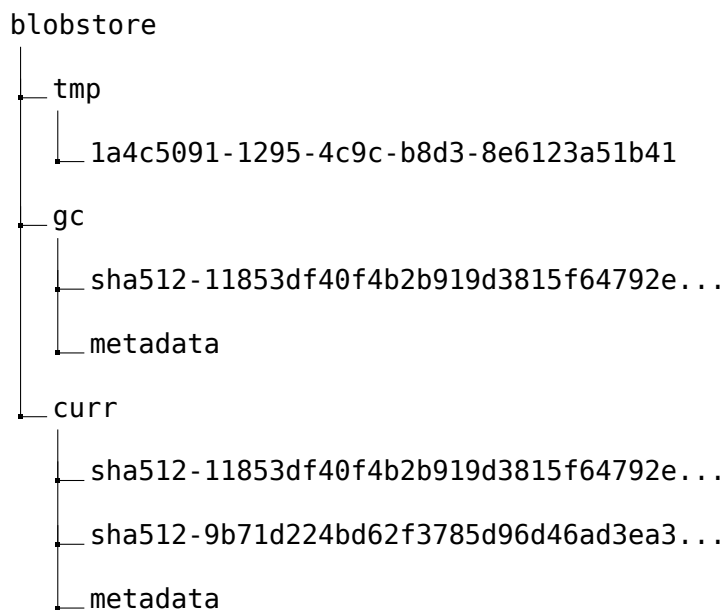 blobstore
tmp
1a4c5091-1295-4c9c-b8d3-8e6123a51b41
gc
sha512-11853df40f4b2b919d3815f64792e...
metadata
curr
sha512-11853df40f4b2b919d3815f64792e...
sha512-9b71d224bd62f3785d96d46ad3ea3...
metadata